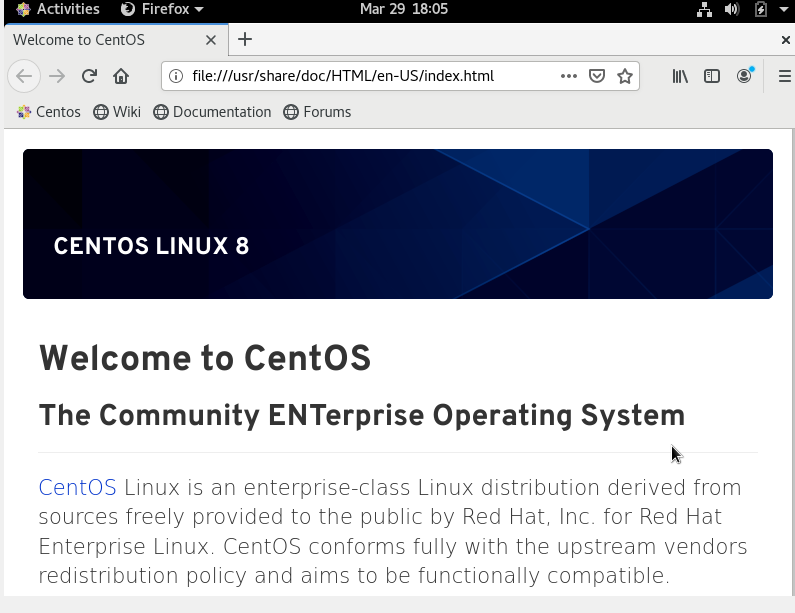 Activities Firefox Mar 29 18:05
Welcome to CentOS
file:///usr/share/doc/HTML/en-US/index.html
Centos Wiki Documentation Forums
CENTOS LINUX 8
Welcome to CentOS
The Community ENTerprise Operating System
CentOS Linux is an enterprise-class Linux distribution derived from
sources freely provided to the public by Red Hat, Inc. for Red Hat
Enterprise Linux. CentOS conforms fully with the upstream vendors
redistribution policy and aims to be functionally compatible.